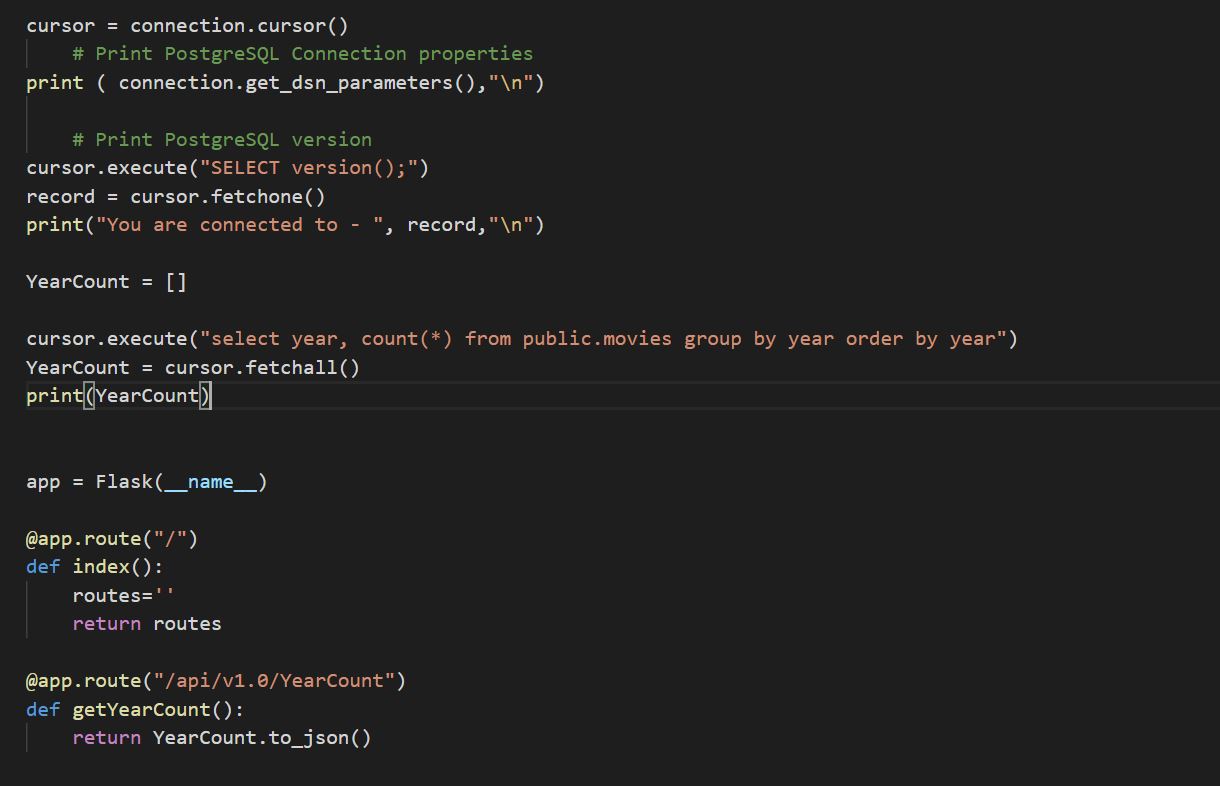 cursor = connection.cursor()
    # Print PostgreSQL Connection properties
print ( connection.get_dsn_parameters(),"\n")
    # Print PostgreSQL version
cursor.execute("SELECT version();")
record = cursor.fetchone()
print("You are connected to - ", record,"\n")
YearCount = []
cursor.execute("select year, count(*) from public.movies group by year order by year")
YearCount = cursor.fetchall()
print(YearCount)
app = Flask(__name__)
@app.route("/")
def index():
    routes=''
    return routes
@app.route("/api/v1.0/YearCount")
def getYearCount():
    return YearCount.to_json()